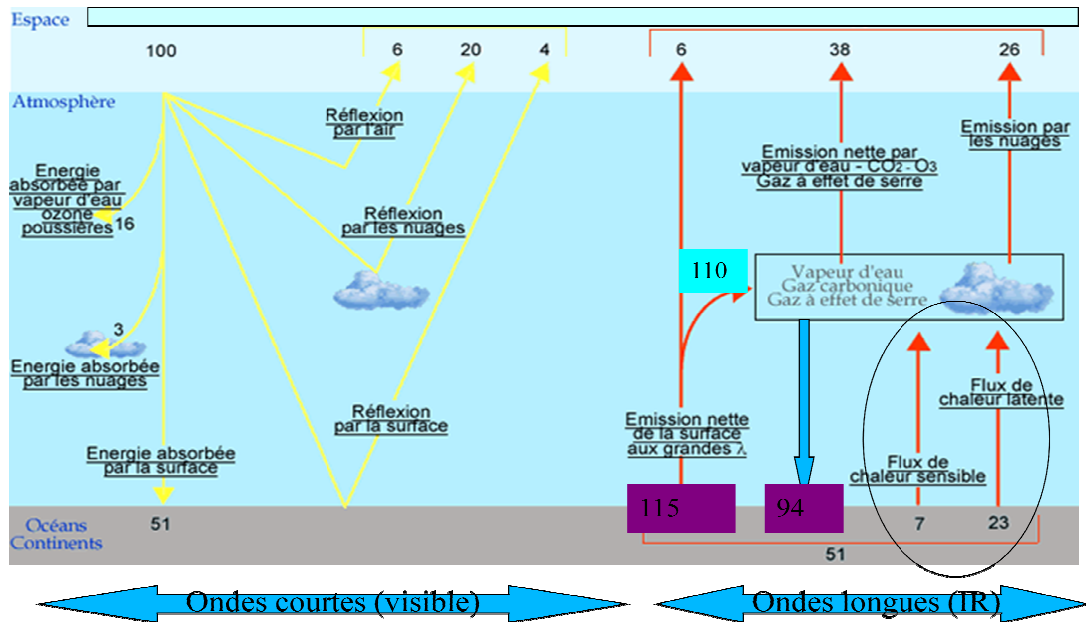 Espace
100
6
20
4
6
38
26
Atmosphère
Réflexion
par l'air
Emission par
les nuages
Emission nette par
vapeur d'eau - CO2 - O3
Gaz à effet de serre
Energie
absorbée par
vapeur d'eau
ozone
poussières
16
Réflexion
par les nuages
110
Vapeur d'eau
Gaz carbonique
Gaz à effet de serre
3
Energie absorbée
par les nuages
Flux de
chaleur latente
Réflexion
par la surface
Emission nette
de la surface
aux grandes λ
Energie absorbée
par la surface
Flux de
chaleur sensible
115
94
Océans
Continents
51
7
23
51
Ondes courtes (visible)
Ondes longues (IR)